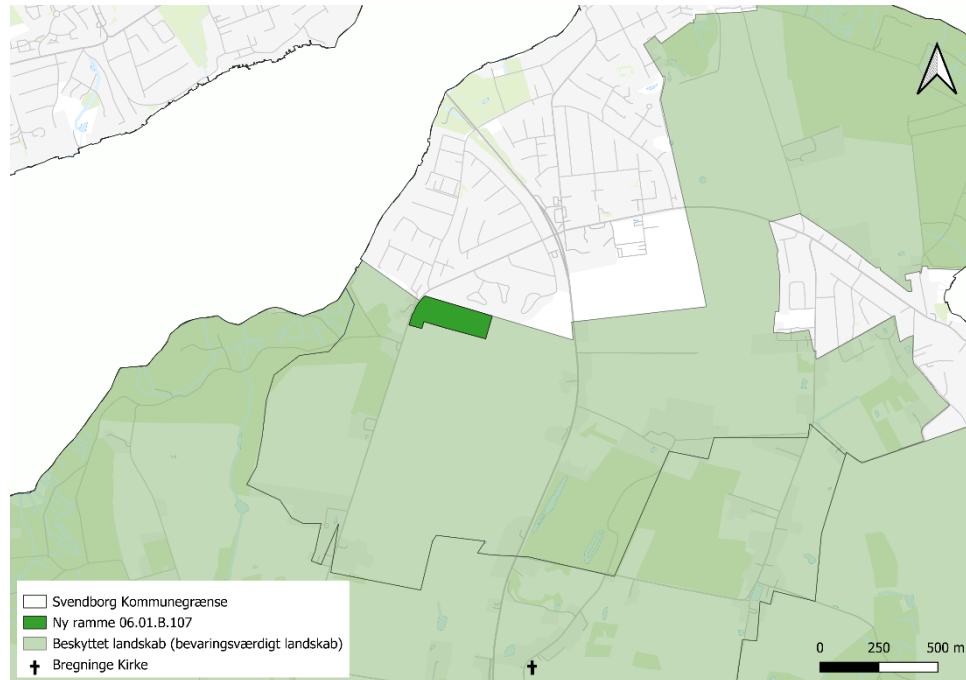 Svendborg Kommunegrænse
Ny ramme 06.01.B.107
Beskyttet landskab (bevaringsværdigt landskab)
Bregninge Kirke
0 250 500 m